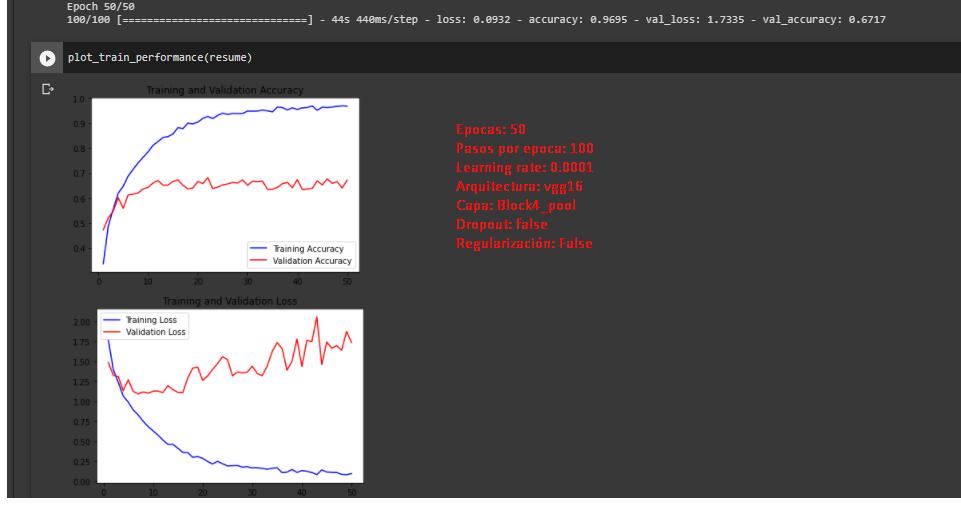 Epoch 50/50
100/100 [==============================] - 44s 440ms/step - loss: 0.0932 - accuracy: 0.9695 - val_loss: 1.7335 - val_accuracy: 0.6717
plot_train_performance(resume)
Training and Validation Accuracy
1.0
0.9
0.8
0.7
0.6
0.5
0.4
Training Accuracy
Validation Accuracy
0 10 20 30 40 50
Epocas: 50
Pasos por epoca: 100
Learning rate: 0.0001
Arquitectura: vgg16
Capa: Block4_pool
Dropout: false
Regularización: False
Training and Validation Loss
Training Loss
Validation Loss
2.00
1.75
1.50
1.25
1.00
0.75
0.50
0.25
0.00
0 10 20 30 40 50